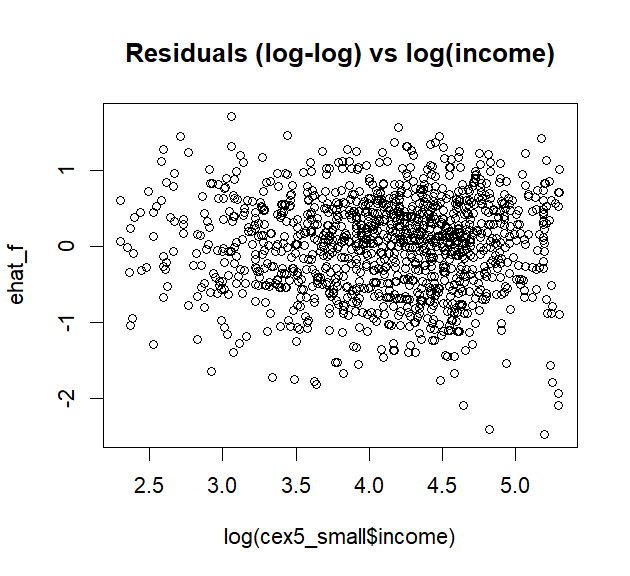 Residuals (log-log) vs log(income)
ehat_f
1
0
-1
-2
2.5 3.0 3.5 4.0 4.5 5.0
log(cex5_small$income)